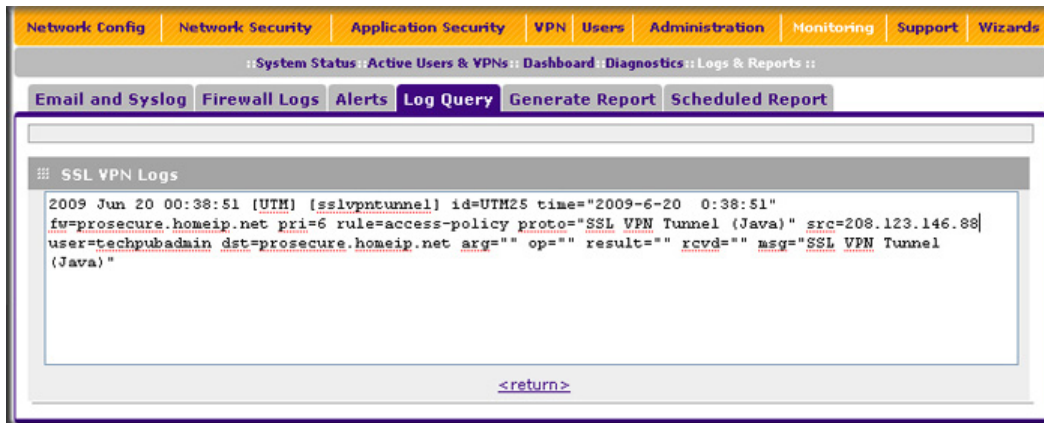 Network Config Network Security Application Security VPN Users Administration Monitoring Support Wizards
:: System Status :: Active Users & VPNs :: Dashboard :: Diagnostics :: Logs & Reports ::
Email and Syslog Firewall Logs Alerts Log Query Generate Report Scheduled Report
SSL VPN Logs
2009 Jun 20 00:38:51 [UTM] [sslvpntunnel] id=UTM25 time="2009-6-20 0:38:51"
fw=prosecure.homeip.net pri=6 rule=access-policy proto="SSL VPN Tunnel (Java)" src=208.123.146.88
user=techpubadmin dst=prosecure.homeip.net arg="" op="" result="" rcvd="" msg="SSL VPN Tunnel
(Java)"
<return>